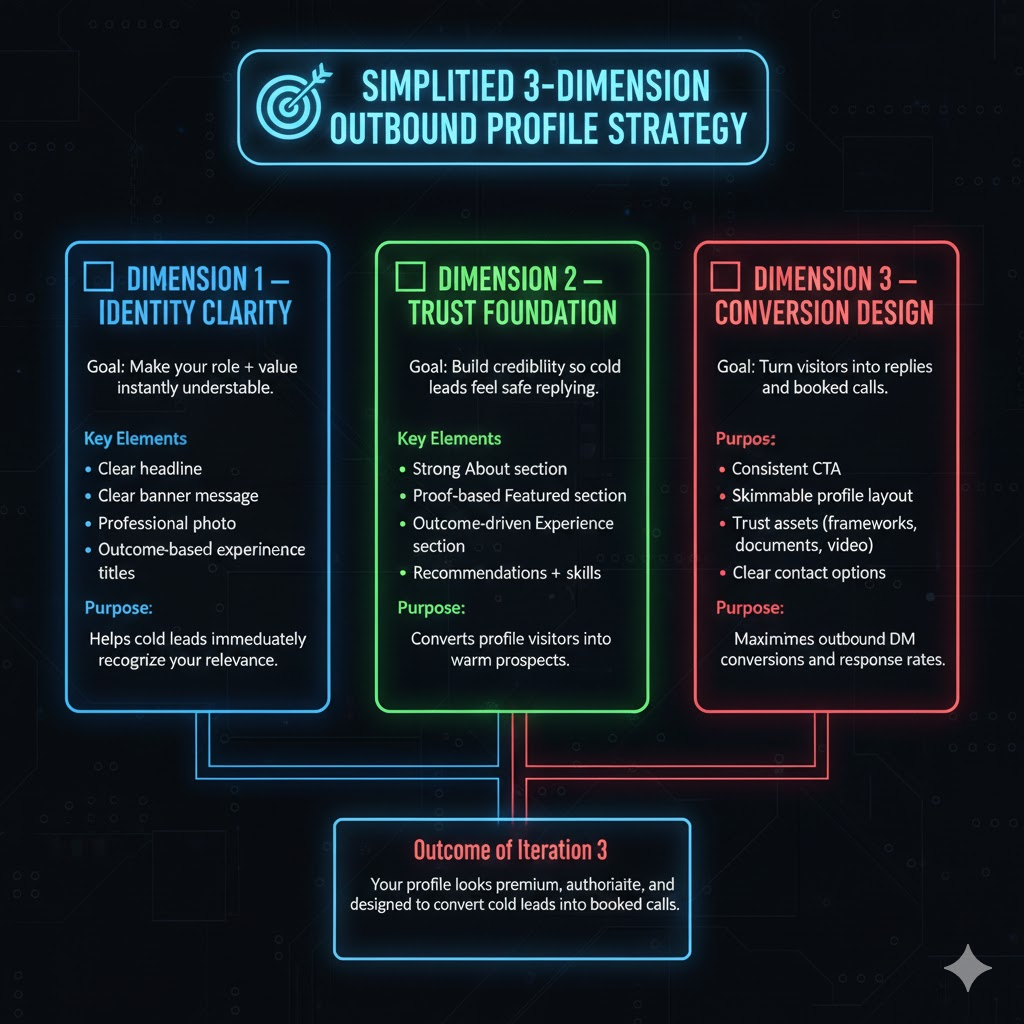 SIMPLITIED 3-DIMENSION
OUTBOUND PROFILE STRATEGY
DIMENSION 1 –
IDENTITY CLARITY
Goal: Make your role + value
instantly understable.
Key Elements
• Clear headline
• Clear banner message
• Professional photo
• Outcome-based experinence
titles
Purpose:
Helps cold leads immeduately
recognize your relevance.
DIMENSION 2 –
TRUST FOUNDATION
Goal: Build credibility so cold
leads feel safe replying.
Key Elements
• Strong About section
• Proof-based Featured section
• Outcome-driven Experience
section
• Recommendations + skills
Purpose:
Converts profile visitors into
warm prospects.
DIMENSION 3 –
CONVERSION DESIGN
Goal: Turn visitors into replies
and booked calls.
Purpos:
• Consistent CTA
• Skimmable profile layout
• Trust assets (frameworks,
documents, video)
• Clear contact options
Purpose:
Maximimes outbound DM
conversions and response rates.
Outcome of Iteration 3
Your profile looks premium, authoriaite, and
designed to convert cold leads into booked calls.